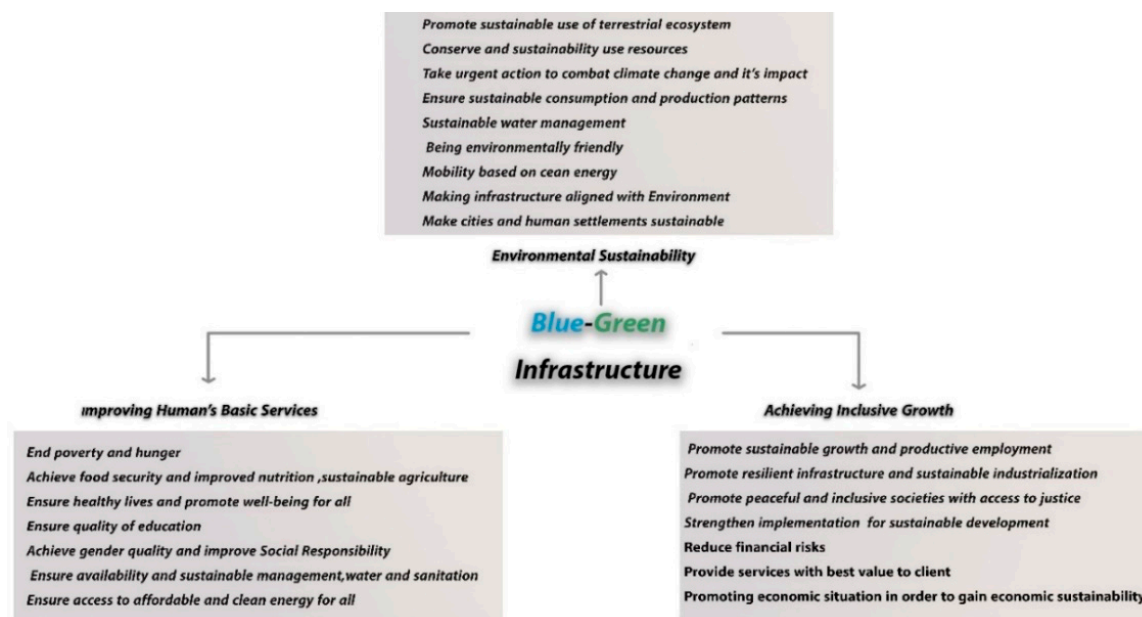 Promote sustainable use of terrestrial ecosystem
Conserve and sustainability use resources
Take urgent action to combat climate change and it's impact
Ensure sustainable consumption and production patterns
Sustainable water management
Being environmentally friendly
Mobility based on cean energy
Making infrastructure aligned with Environment
Make cities and human settlements sustainable
Environmental Sustainability
Blue-Green
Infrastructure
Improving Human's Basic Services
End poverty and hunger
Achieve food security and improved nutrition ,sustainable agriculture
Ensure healthy lives and promote well-being for all
Ensure quality of education
Achieve gender quality and improve Social Responsibility
Ensure availability and sustainable management,water and sanitation
Ensure access to affordable and clean energy for all
Achieving Inclusive Growth
Promote sustainable growth and productive employment
Promote resilient infrastructure and sustainable industrialization
Promote peaceful and inclusive societies with access to justice
Strengthen implementation for sustainable development
Reduce financial risks
Provide services with best value to client
Promoting economic situation in order to gain economic sustainability